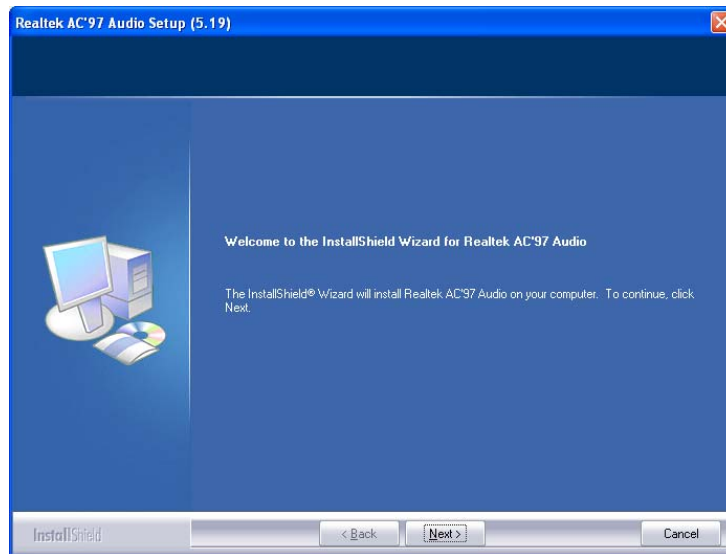 Realtek AC'97 Audio Setup (5.19)
Welcome to the InstallShield Wizard for Realtek AC'97 Audio
The InstallShield® Wizard will install Realtek AC'97 Audio on your computer. To continue, click
Next.
InstallShield
< Back
Next >
Cancel